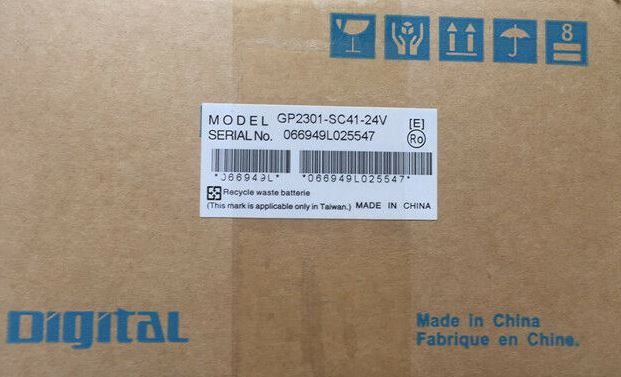 8
MODEL GP2301-SC41-24V [E]
SERIAL No. 066949L025547 Ro
*J66949L* *066949L025547*
Recycle waste batterie
(This mark is applicable only in Taiwan.) MADE IN CHINA
Digital
Made in China
Fabrique en Chine.